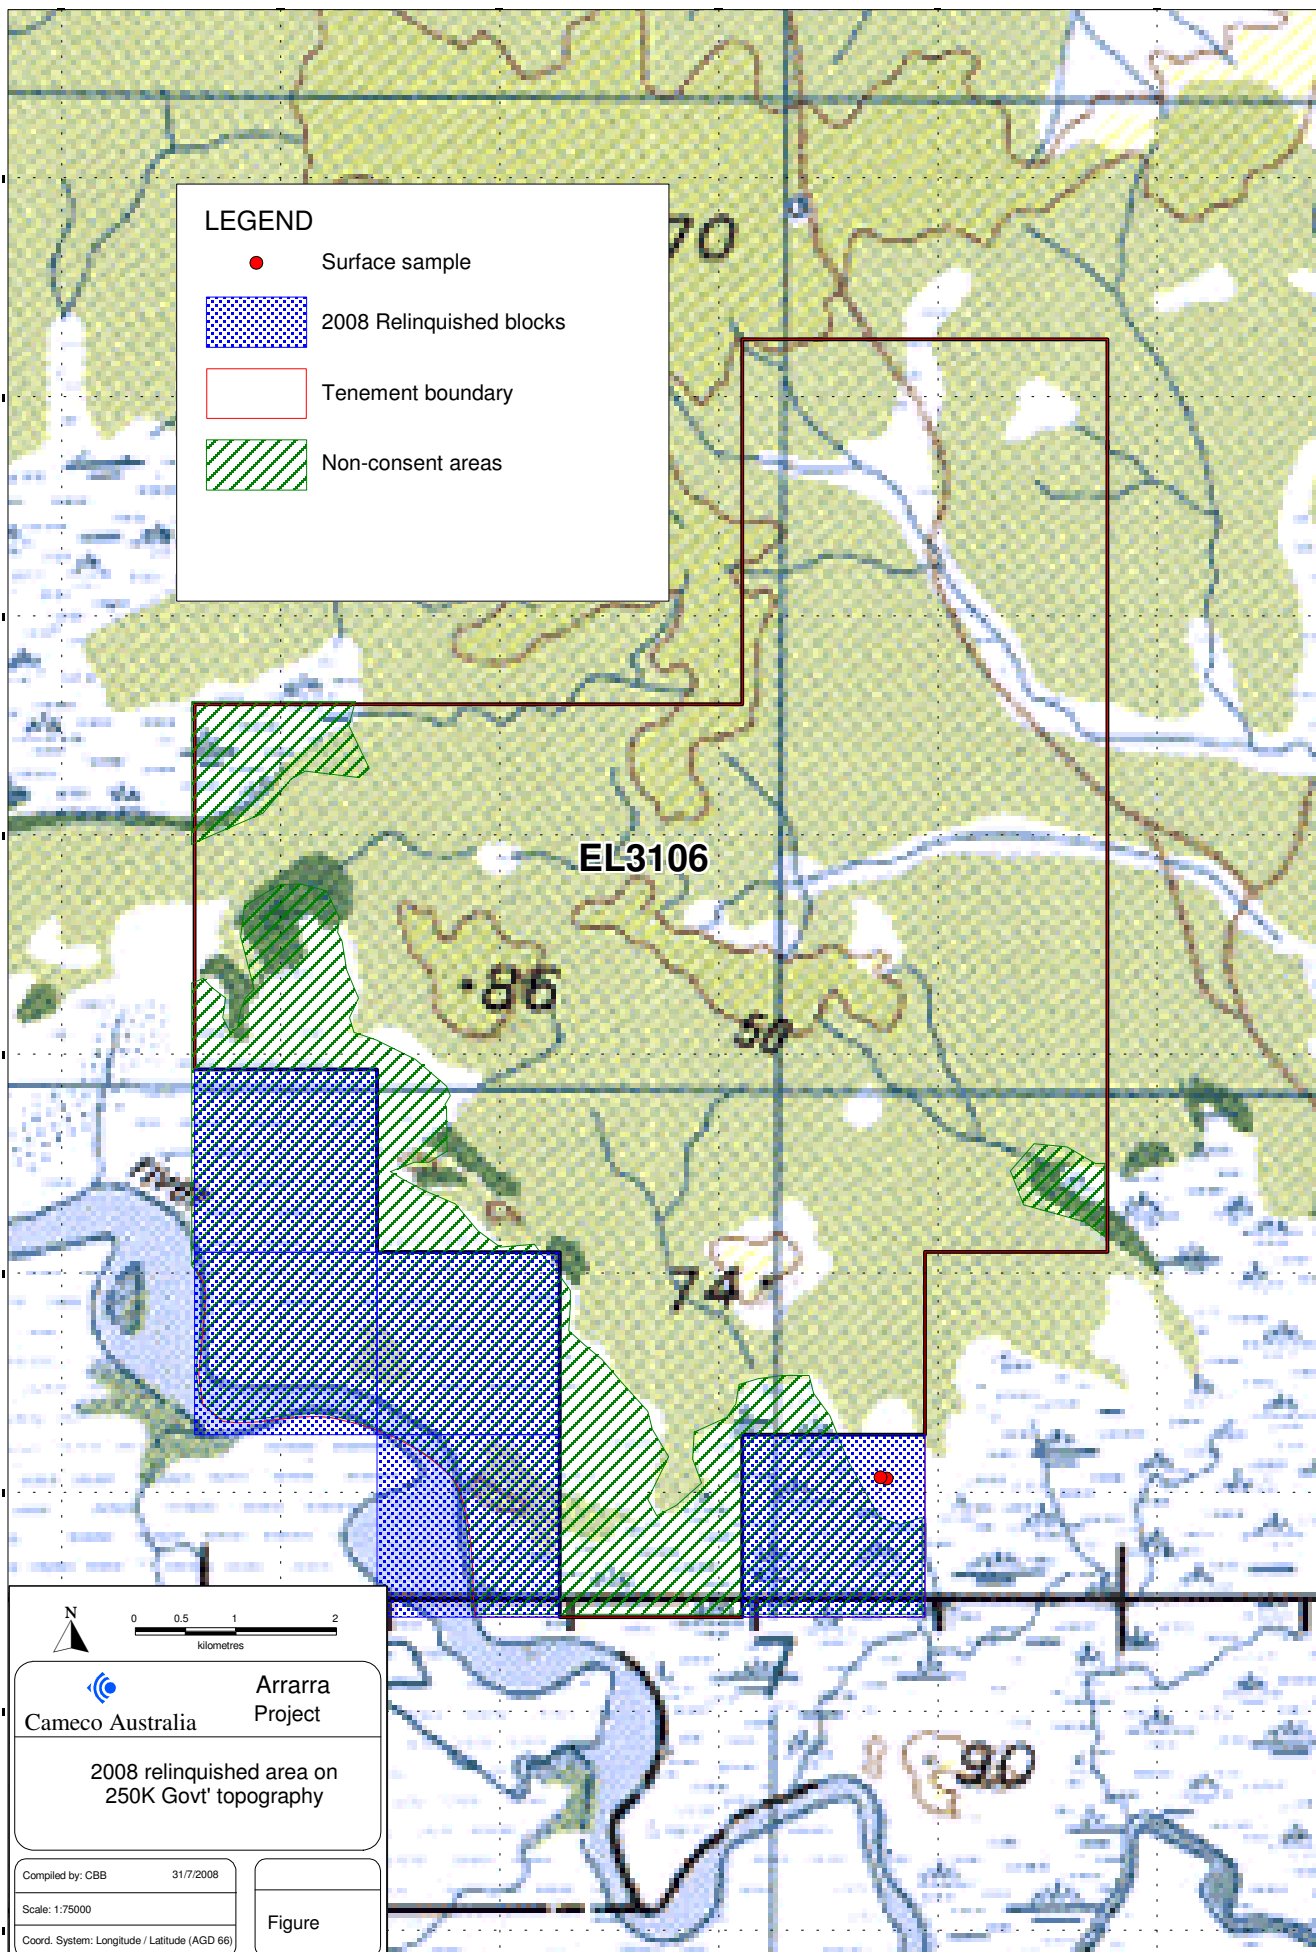 LEGEND
Surface sample
2008 Relinquished blocks
Tenement boundary
Non-consent areas
70
EL3106
86
50
74
90
N
0 0.5 1 2
kilometres
Cameco Australia
Arrarra
Project
2008 relinquished area on
250K Govt' topography
Compiled by: CBB 31/7/2008
Scale: 1:75000
Coord. System: Longitude / Latitude (AGD 66)
Figure